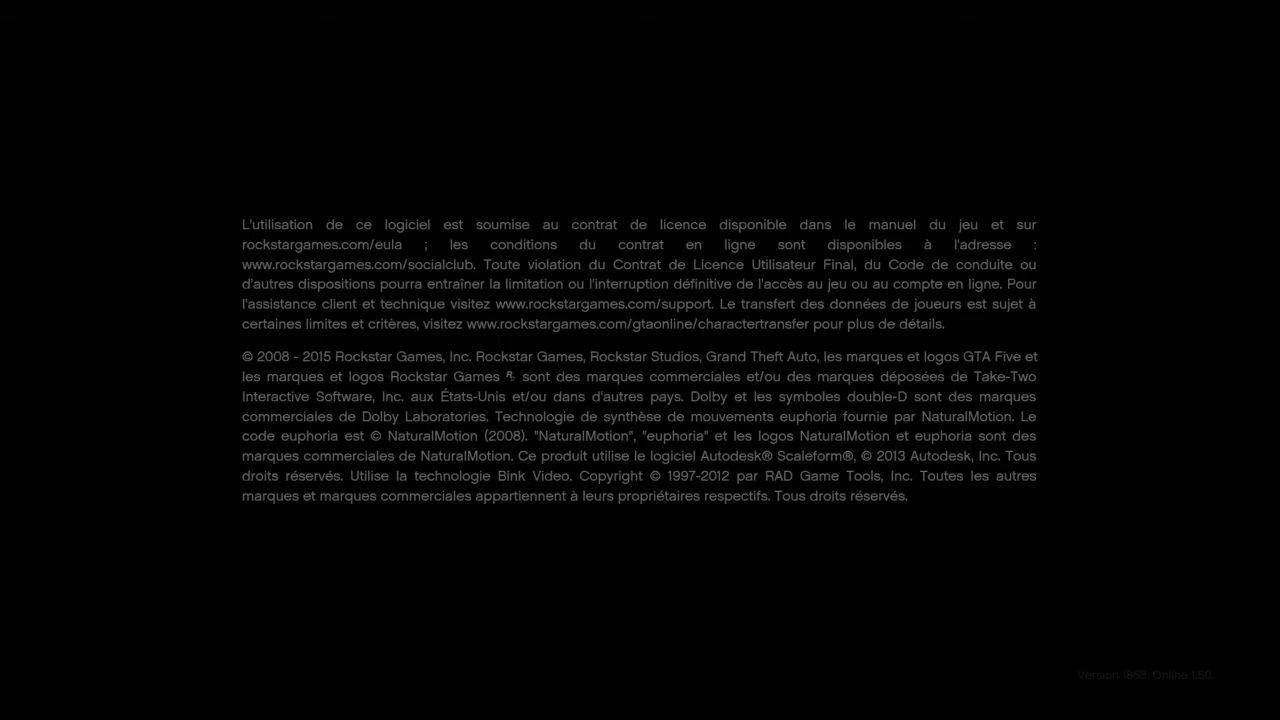 L'utilisation de ce logiciel est soumise au contrat de licence disponible dans le manuel du jeu et sur
rockstargames.com/eula ; les conditions du contrat en ligne sont disponibles à l'adresse :
www.rockstargames.com/socialclub. Toute violation du Contrat de Licence Utilisateur Final, du Code de conduite ou
d'autres dispositions pourra entraîner la limitation ou l'interruption définitive de l'accès au jeu ou au compte en ligne. Pour
l'assistance client et technique visitez www.rockstargames.com/support. Le transfert des données de joueurs est sujet à
certaines limites et critères, visitez www.rockstargames.com/gtaonline/charactertransfer pour plus de détails.
© 2008 - 2015 Rockstar Games, Inc. Rockstar Games, Rockstar Studios, Grand Theft Auto, les marques et logos GTA Five et
les marques et logos Rockstar Games R* sont des marques commerciales et/ou des marques déposées de Take-Two
Interactive Software, Inc. aux États-Unis et/ou dans d'autres pays. Dolby et les symboles double-D sont des marques
commerciales de Dolby Laboratories. Technologie de synthèse de mouvements euphoria fournie par NaturalMotion. Le
code euphoria est © NaturalMotion (2008). "NaturalMotion", "euphoria" et les logos NaturalMotion et euphoria sont des
marques commerciales de NaturalMotion. Ce produit utilise le logiciel Autodesk® Scaleform®, © 2013 Autodesk, Inc. Tous
droits réservés. Utilise la technologie Bink Video. Copyright © 1997-2012 par RAD Game Tools, Inc. Toutes les autres
marques et marques commerciales appartiennent à leurs propriétaires respectifs. Tous droits réservés.
Version 1868. Online 1.50.